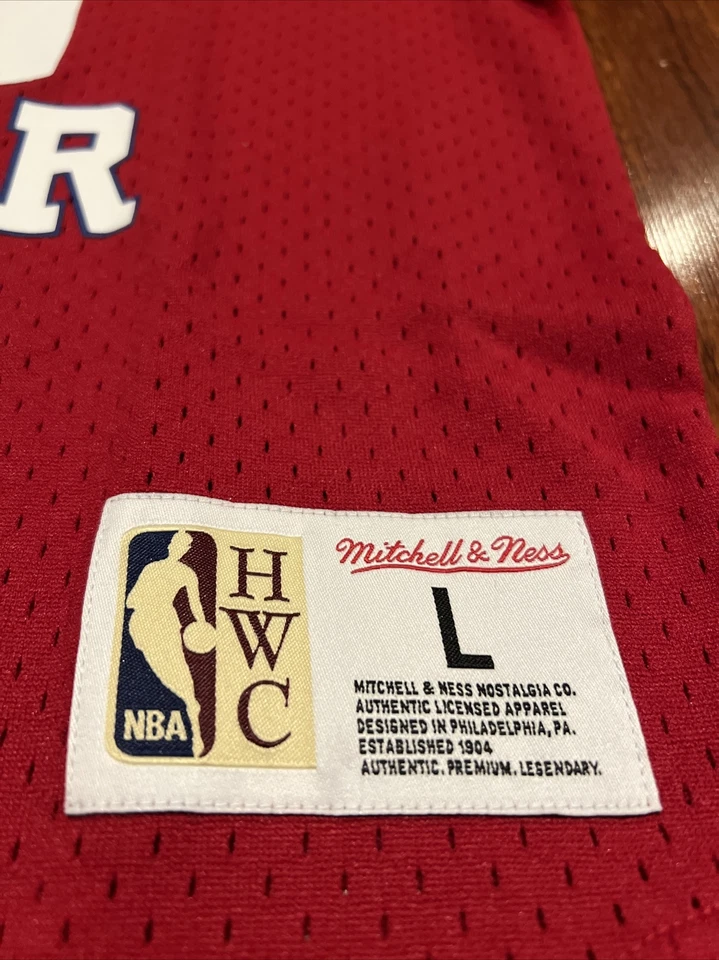 R
Mitchell & Ness
H
W
C
NBA
L
MITCHELL & NESS NOSTALGIA CO.
AUTHENTIC LICENSED APPAREL
DESIGNED IN PHILADELPHIA, PA.
ESTABLISHED 1904
AUTHENTIC. PREMIUM. LEGENDARY.